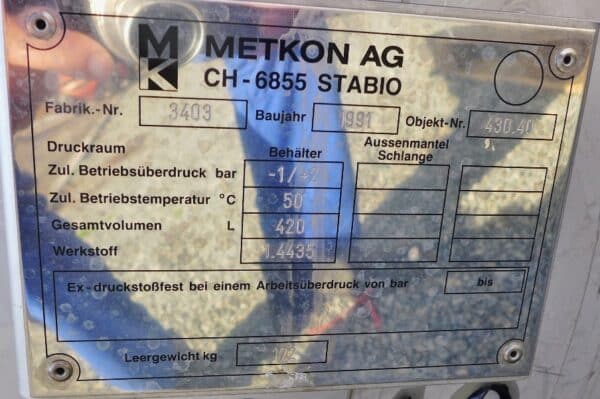 MK METKON AG
CH-6855 STABIO
Fabrik.-Nr. 3403 Baujahr 1991 Objekt-Nr. 430.40
Druckraum Behälter Aussenmantel
Schlange
Zul. Betriebsüberdruck bar
Zul. Betriebstemperatur °C 50
Gesamtvolumen L 420
Werkstoff 1.4435
Ex-druckstoßfest bei einem Arbeitsüberdruck von bar bis
Leergewicht kg 172